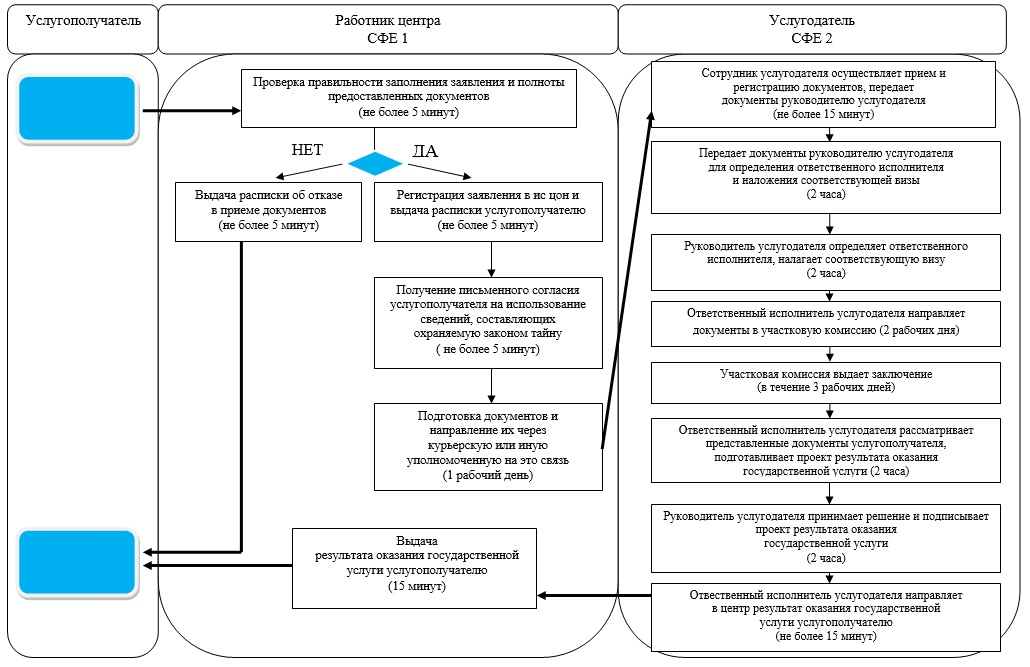 Услугополучатель
Работник центра
СФЕ 1
Услугодатель
СФЕ 2
Проверка правильности заполнения заявления и полноты
предоставленных документов
(не более 5 минут)
НЕТ
ДА
Выдача расписки об отказе
в приеме документов
(не более 5 минут)
Регистрация заявления в ис цон и
выдача расписки услугополучателю
(не более 5 минут)
Получение письменного согласия
услугополучателя на использование
сведений, составляющих
охраняемую законом тайну
( не более 5 минут)
Подготовка документов и
направление их через
курьерскую или иную
уполномоченную на это связь
(1 рабочий день)
Выдача
результата оказания государственной
услуги услугополучателю
(15 минут)
Сотрудник услугодателя осуществляет прием и
регистрацию документов, передает
документы руководителю услугодателя
(не более 15 минут)
Передает документы руководителю услугодателя
для определения ответственного исполнителя
и наложения соответствующей визы
(2 часа)
Руководитель услугодателя определяет ответственного
исполнителя, налагает соответствующую визу
(2 часа)
Ответственный исполнитель услугодателя направляет
документы в участковую комиссию (2 рабочих дня)
Участковая комиссия выдает заключение
(в течение 3 рабочих дней)
Ответственный исполнитель услугодателя рассматривает
представленные документы услугополучателя,
подготавливает проект результата оказания
государственной услуги (2 часа)
Руководитель услугодателя принимает решение и подписывает
проект результата оказания
государственной услуги
(2 часа)
Отвественный исполнитель услугодателя направляет
в центр результат оказания государственной
услуги услугополучателю
(не более 15 минут)